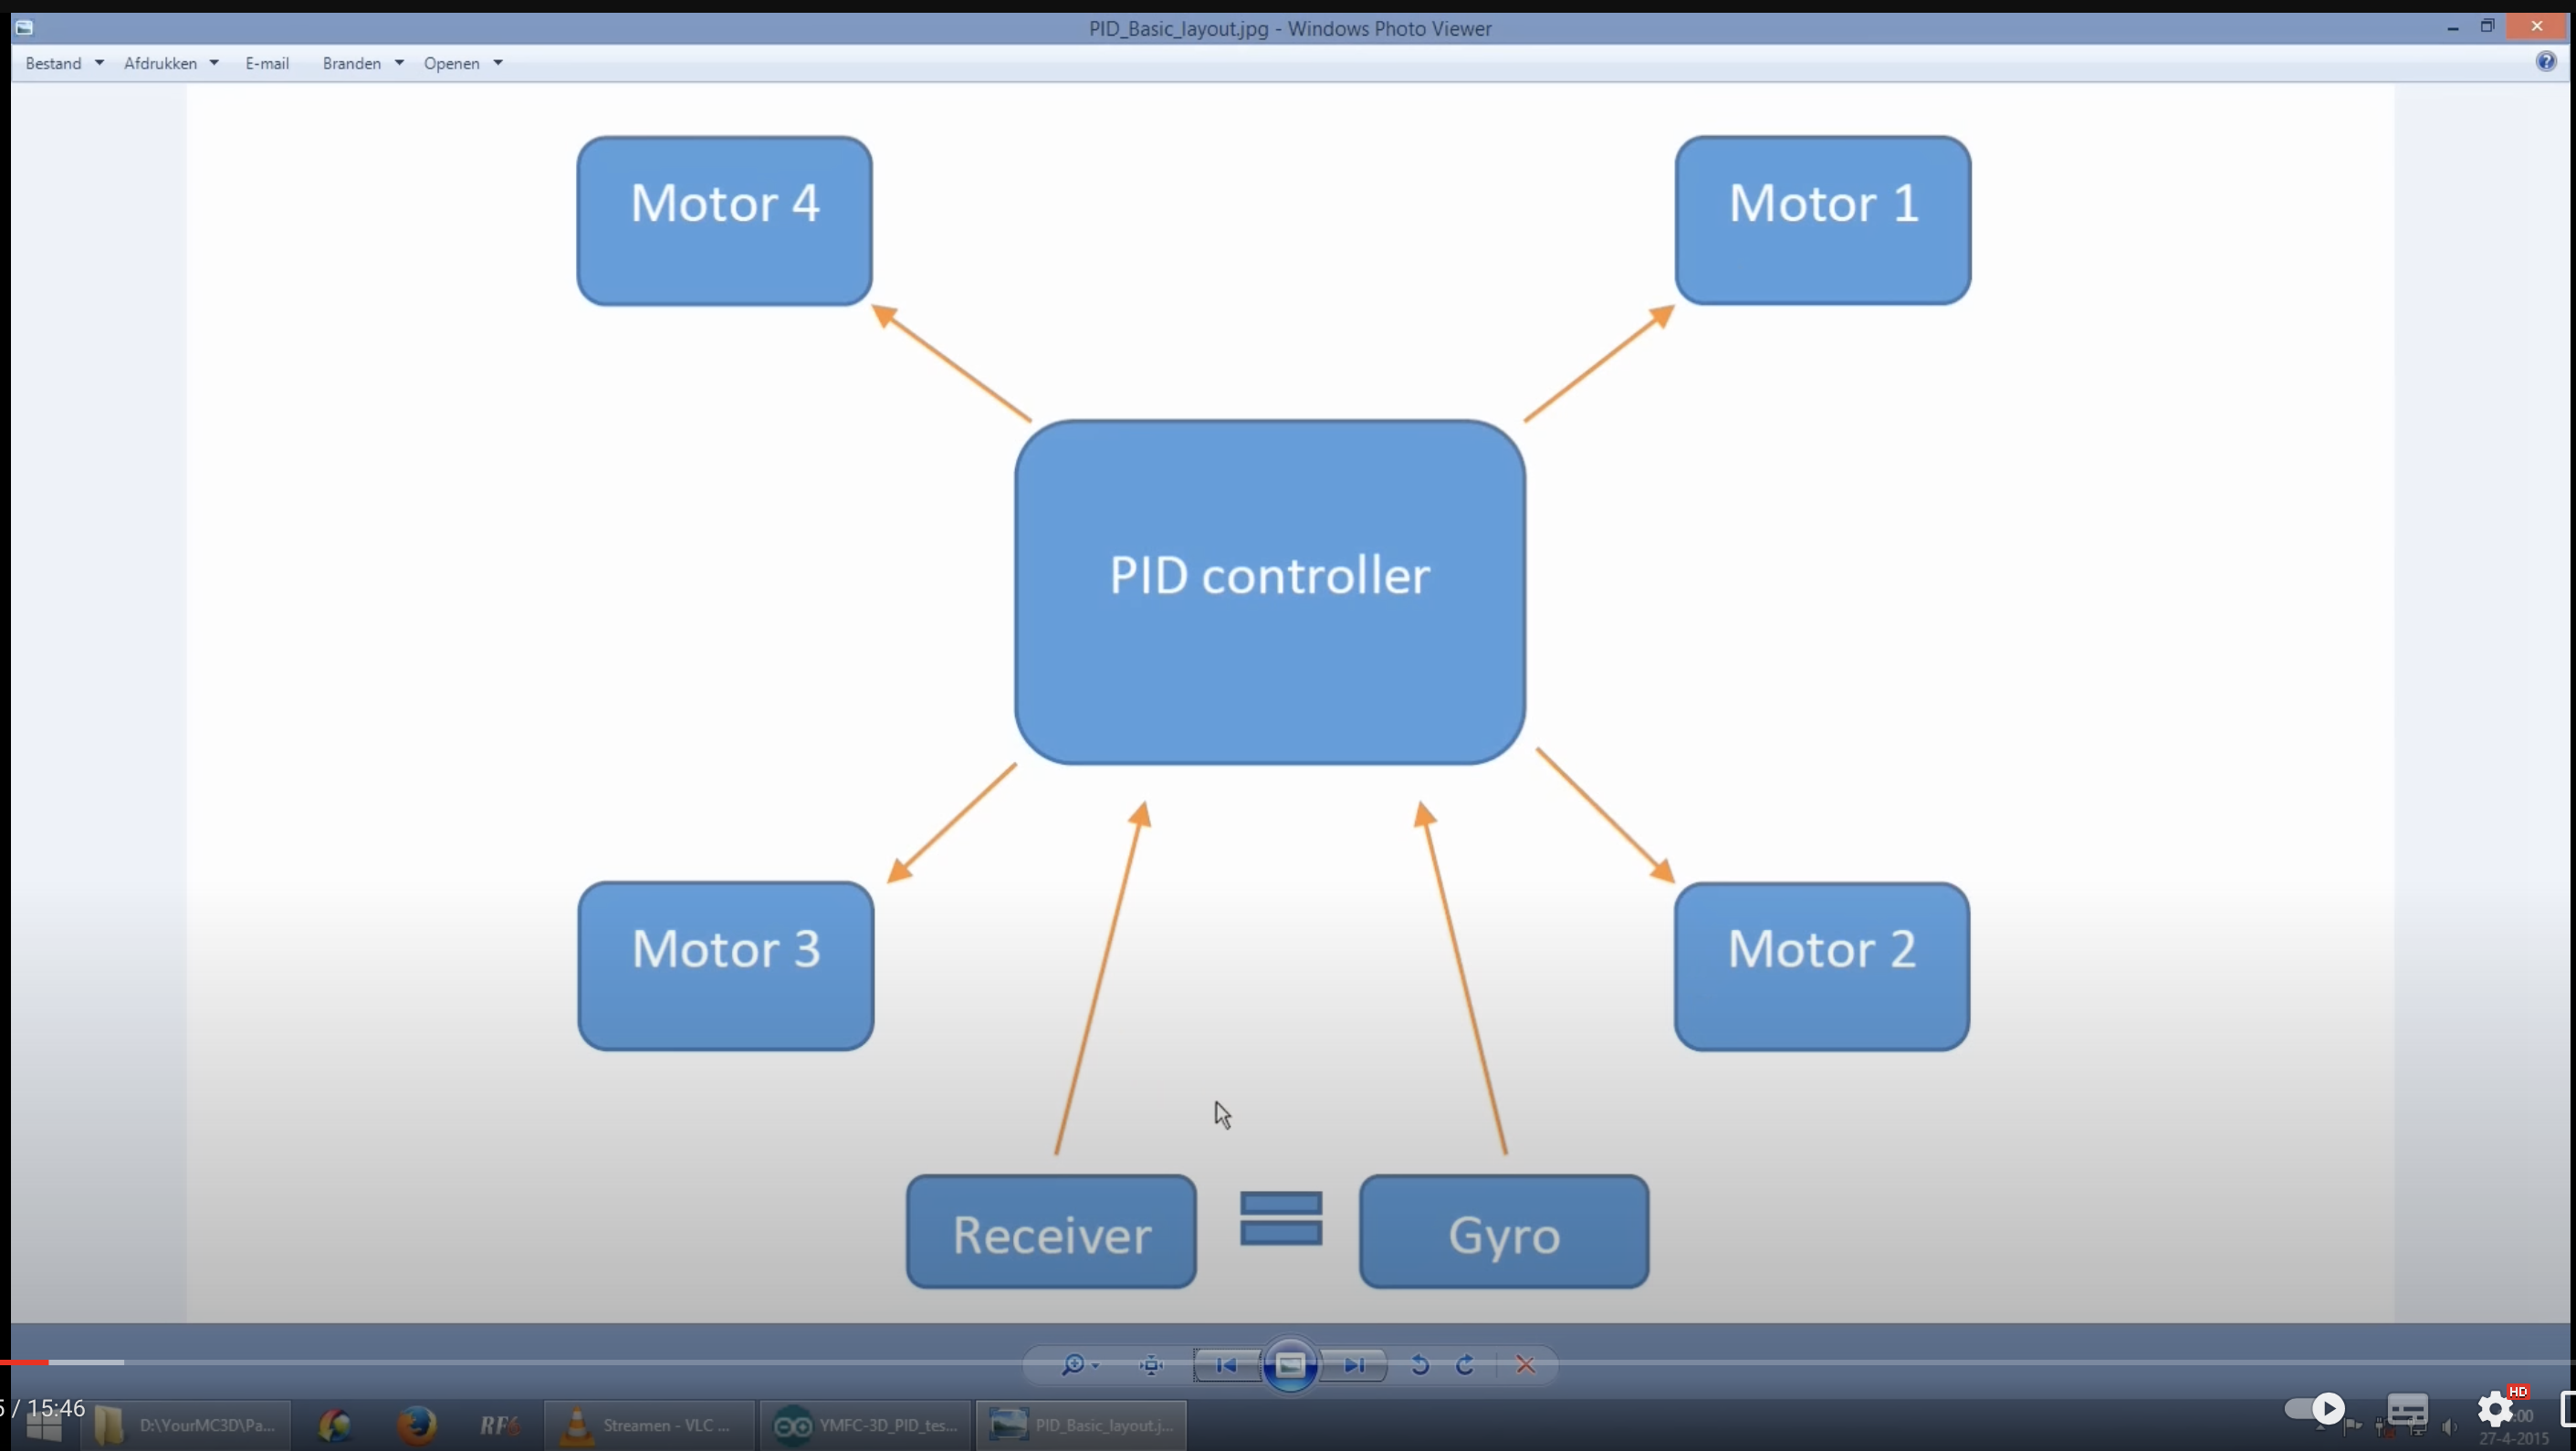 PID_Basic_layout.jpg - Windows Photo Viewer
Bestand Afdrukken E-mail Branden Openen
Motor 4 Motor 1
PID controller
Motor 3 Motor 2
Receiver Gyro
/ 15:46
D:\YourMC3D\Pa...
RF6
Streamen - VLC ...
YMFC-3D_PID_tes...
PID_Basic_layout.j...
HD
:00
27-4-2015